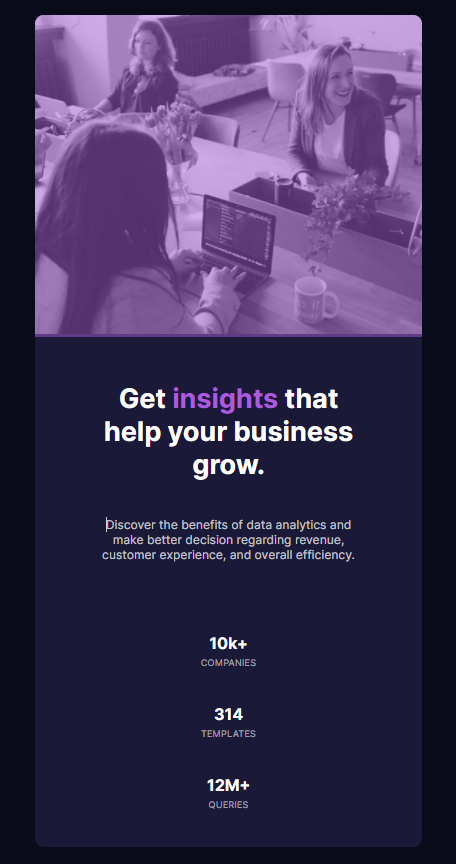 Get insights that
help your business
grow.
Discover the benefits of data analytics and
make better decision regarding revenue,
customer experience, and overall efficiency.
10k+
COMPANIES
314
TEMPLATES
12M+
QUERIES